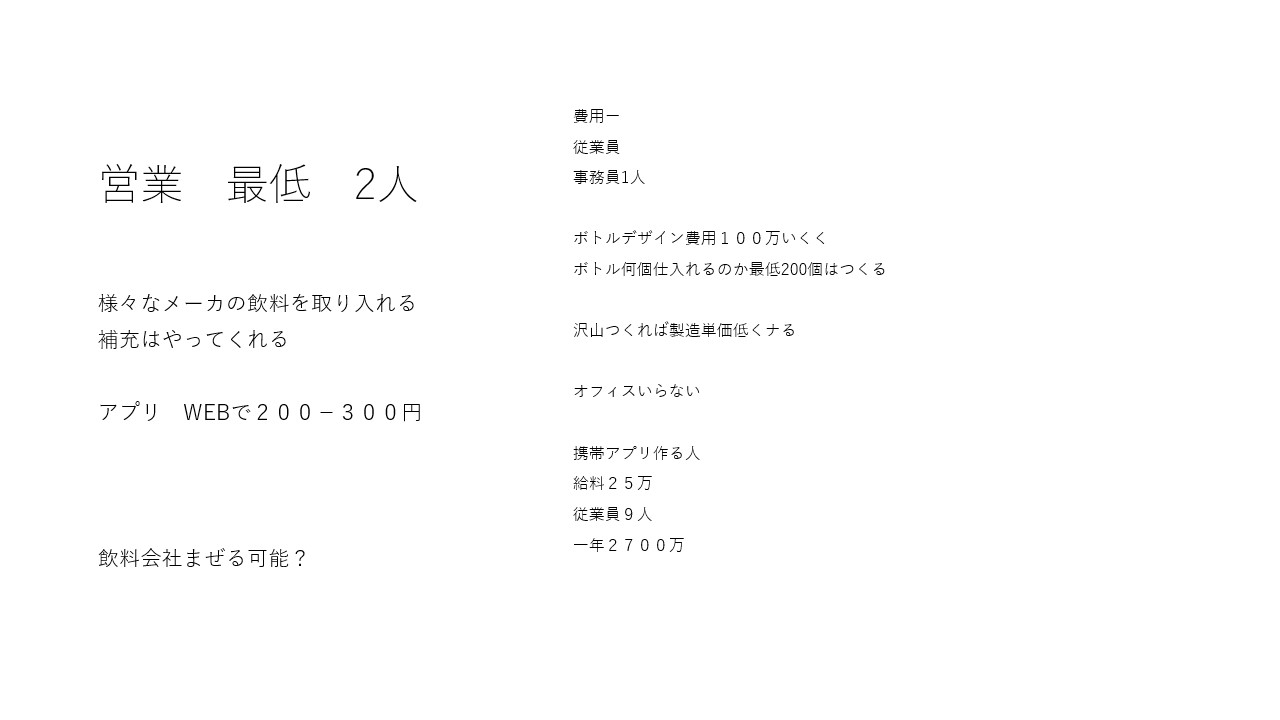 営業　最低　2人
様々なメーカの飲料を取り入れる
補充はやってくれる
アプリ　WEBで２００－３００円
飲料会社まぜる可能？
費用ー
従業員
事務員1人
ボトルデザイン費用１００万いくく
ボトル何個仕入れるのか最低200個はつくる
沢山つくれば製造単価低くナる
オフィスいらない
携帯アプリ作る人
給料２５万
従業員９人
一年２７００万